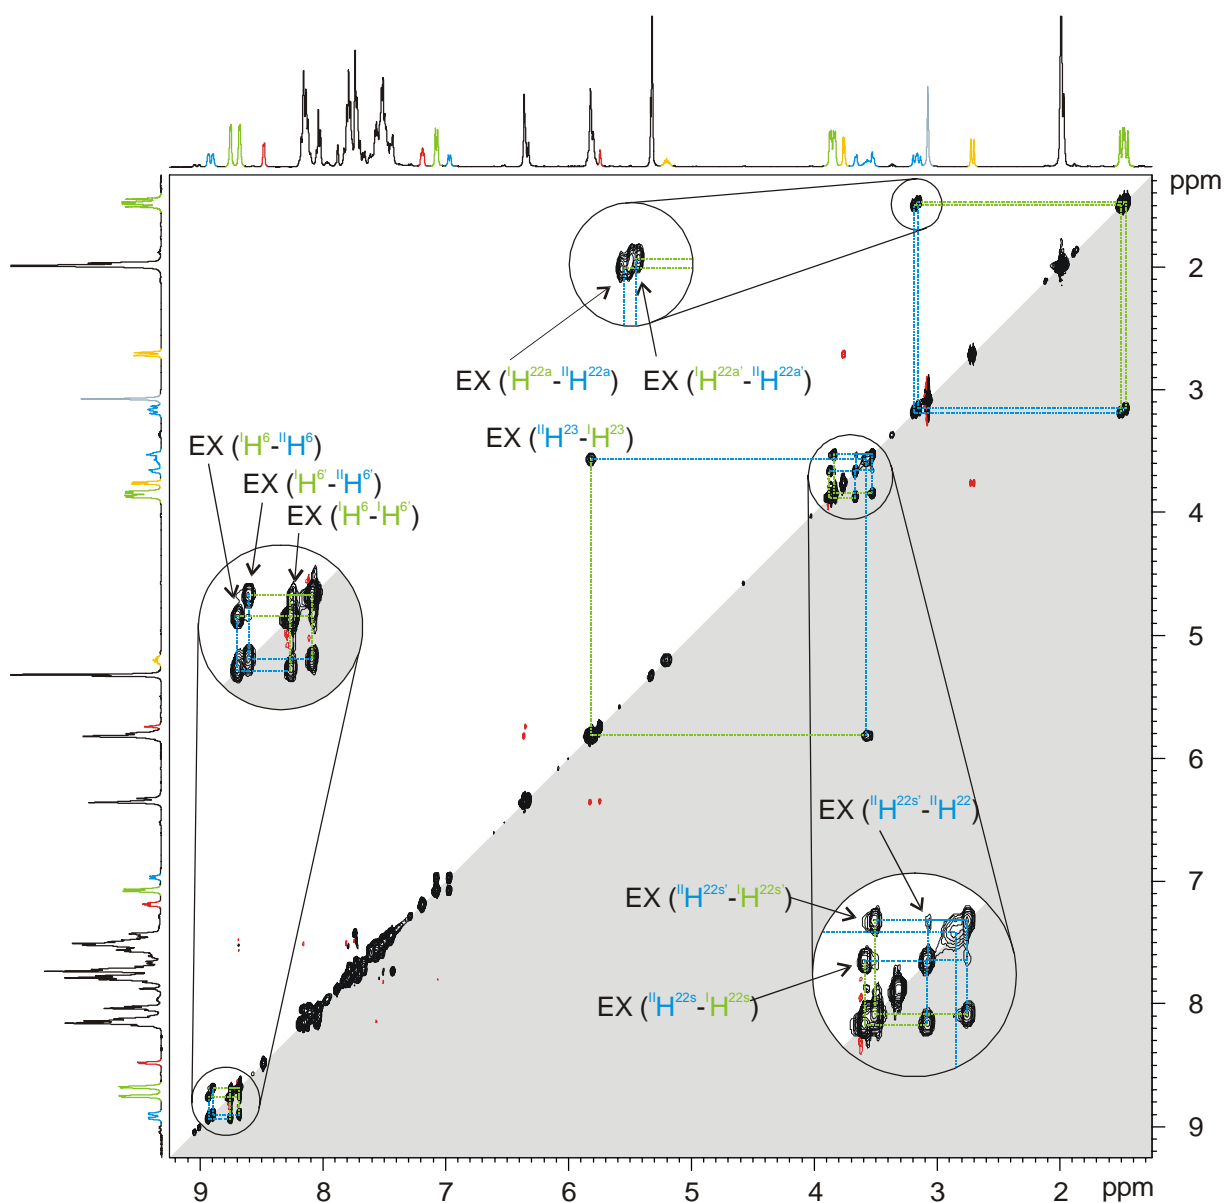 ppm
2
EX (ᴵH²²ᵃ-ᴵᴵH²²ᵃ) EX (ᴵH²²ᵃ'-ᴵᴵH²²ᵃ')
3
EX (ᴵᴵH²³-ᴵH²³)
EX (ᴵH⁶-ᴵᴵH⁶)
EX (ᴵH⁶'-ᴵᴵH⁶')
EX (ᴵH⁶-ᴵH⁶')
4
5
6
EX (ᴵᴵH²²ˢ'-ᴵᴵH²²)
7
EX (ᴵᴵH²²ˢ'-ᴵH²²ˢ')
EX (ᴵᴵH²²ˢ-ᴵH²²ˢ)
8
9
9 8 7 6 5 4 3 2 ppm